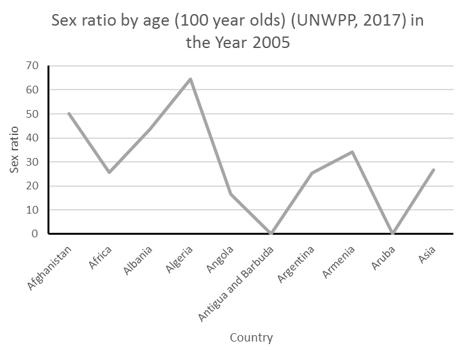 Sex ratio by age (100 year olds) (UNWPP, 2017) in
the Year 2005
70
60
50
40
30
20
10
0
Sex ratio
Afghanistan
Africa
Albania
Algeria
Angola
Antigua and Barbuda
Argentina
Armenia
Aruba
Asia
Country